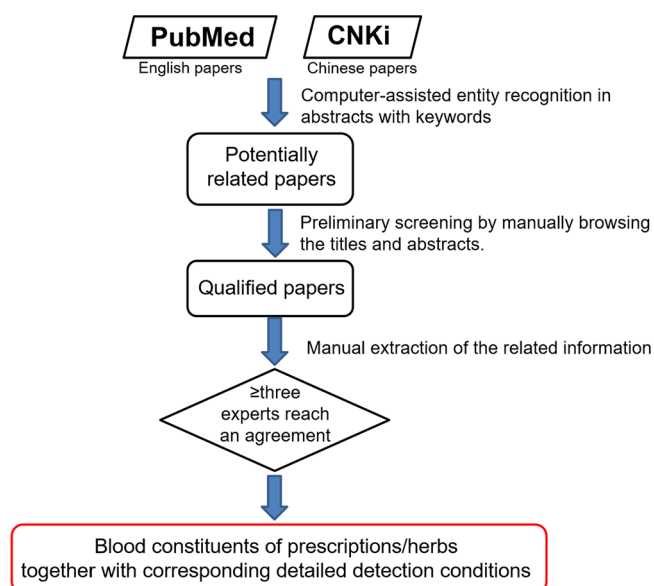 PubMed
CNKi
English papers
Chinese papers
Computer-assisted entity recognition in
abstracts with keywords
Potentially
related papers
Preliminary screening by manually browsing
the titles and abstracts.
Qualified papers
Manual extraction of the related information
≥three
experts reach
an agreement
Blood constituents of prescriptions/herbs
together with corresponding detailed detection conditions